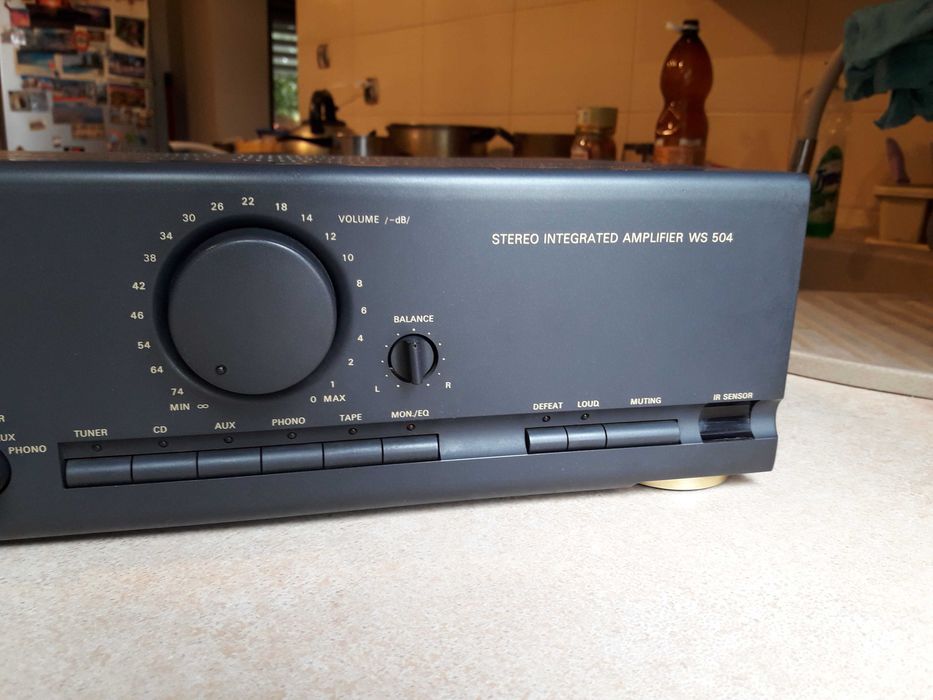 VOLUME /-dB/
22
26
18
30
14
34
12
38
10
42
8
46
6
54
4
64
2
74
1
MIN ∞
0 MAX
STEREO INTEGRATED AMPLIFIER WS 504
BALANCE
L
R
PHONO
TUNER
CD
AUX
PHONO
TAPE
MON./EQ
DEFEAT
LOUD
MUTING
IR SENSOR